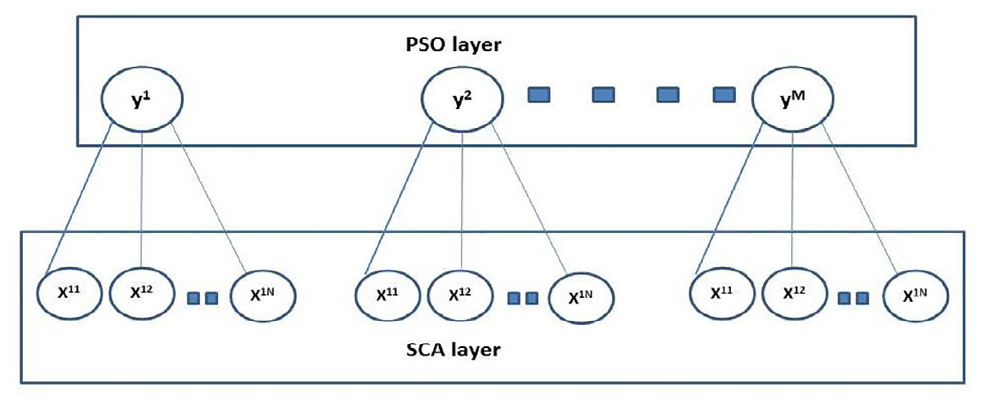 PSO layer
y¹ y² yᴹ
X¹¹ X¹² X¹ᴺ X¹¹ X¹² X¹ᴺ X¹¹ X¹² X¹ᴺ
SCA layer